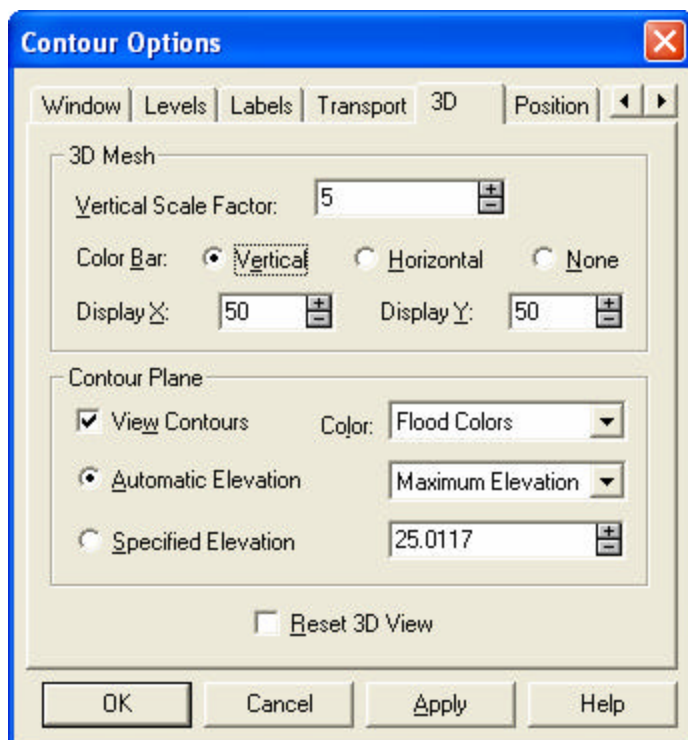 Contour Options
Window Levels Labels Transport 3D Position
3D Mesh
Vertical Scale Factor: 5
Color Bar: Vertical Horizontal None
Display X: 50 Display Y: 50
Contour Plane
View Contours Color: Flood Colors
Automatic Elevation Maximum Elevation
Specified Elevation 25.0117
Reset 3D View
OK Cancel Apply Help